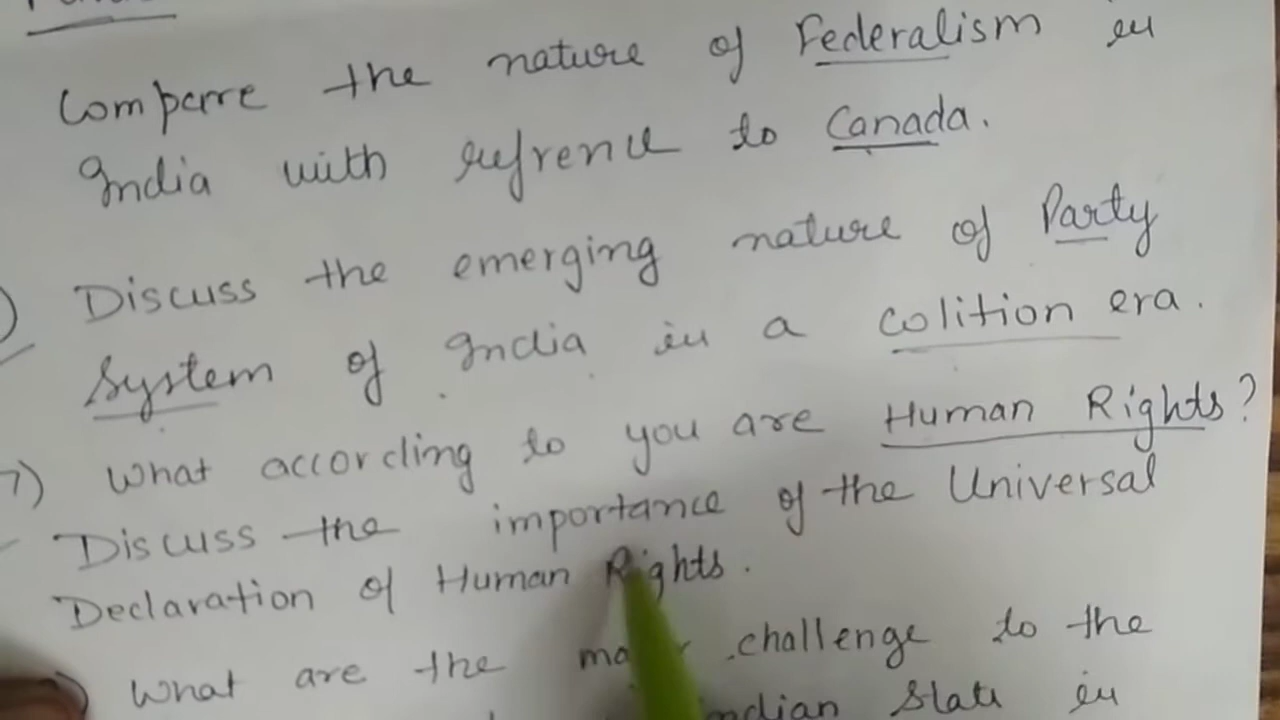 Comparre the nature of Federalism in
India with refrence to Canada.
Discuss the emerging nature of Party
System of India in a colition era.
7) What according to you are Human Rights?
Discuss the importance of the Universal
Declaration of Human Rights.
What are the challenge to the
Indian State in